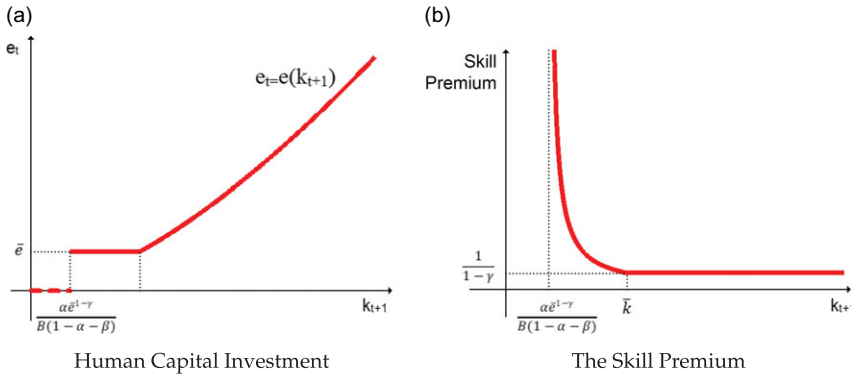 (a)
e_t
e_t=e(k_{t+1})
ē
k_{t+1}
αē^{1−γ}
B(1 − α − β)
Human Capital Investment
(b)
Skill
Premium
1
1 − γ
αē^{1−γ}
B(1 − α − β)
k̄
k_{t+1}
The Skill Premium